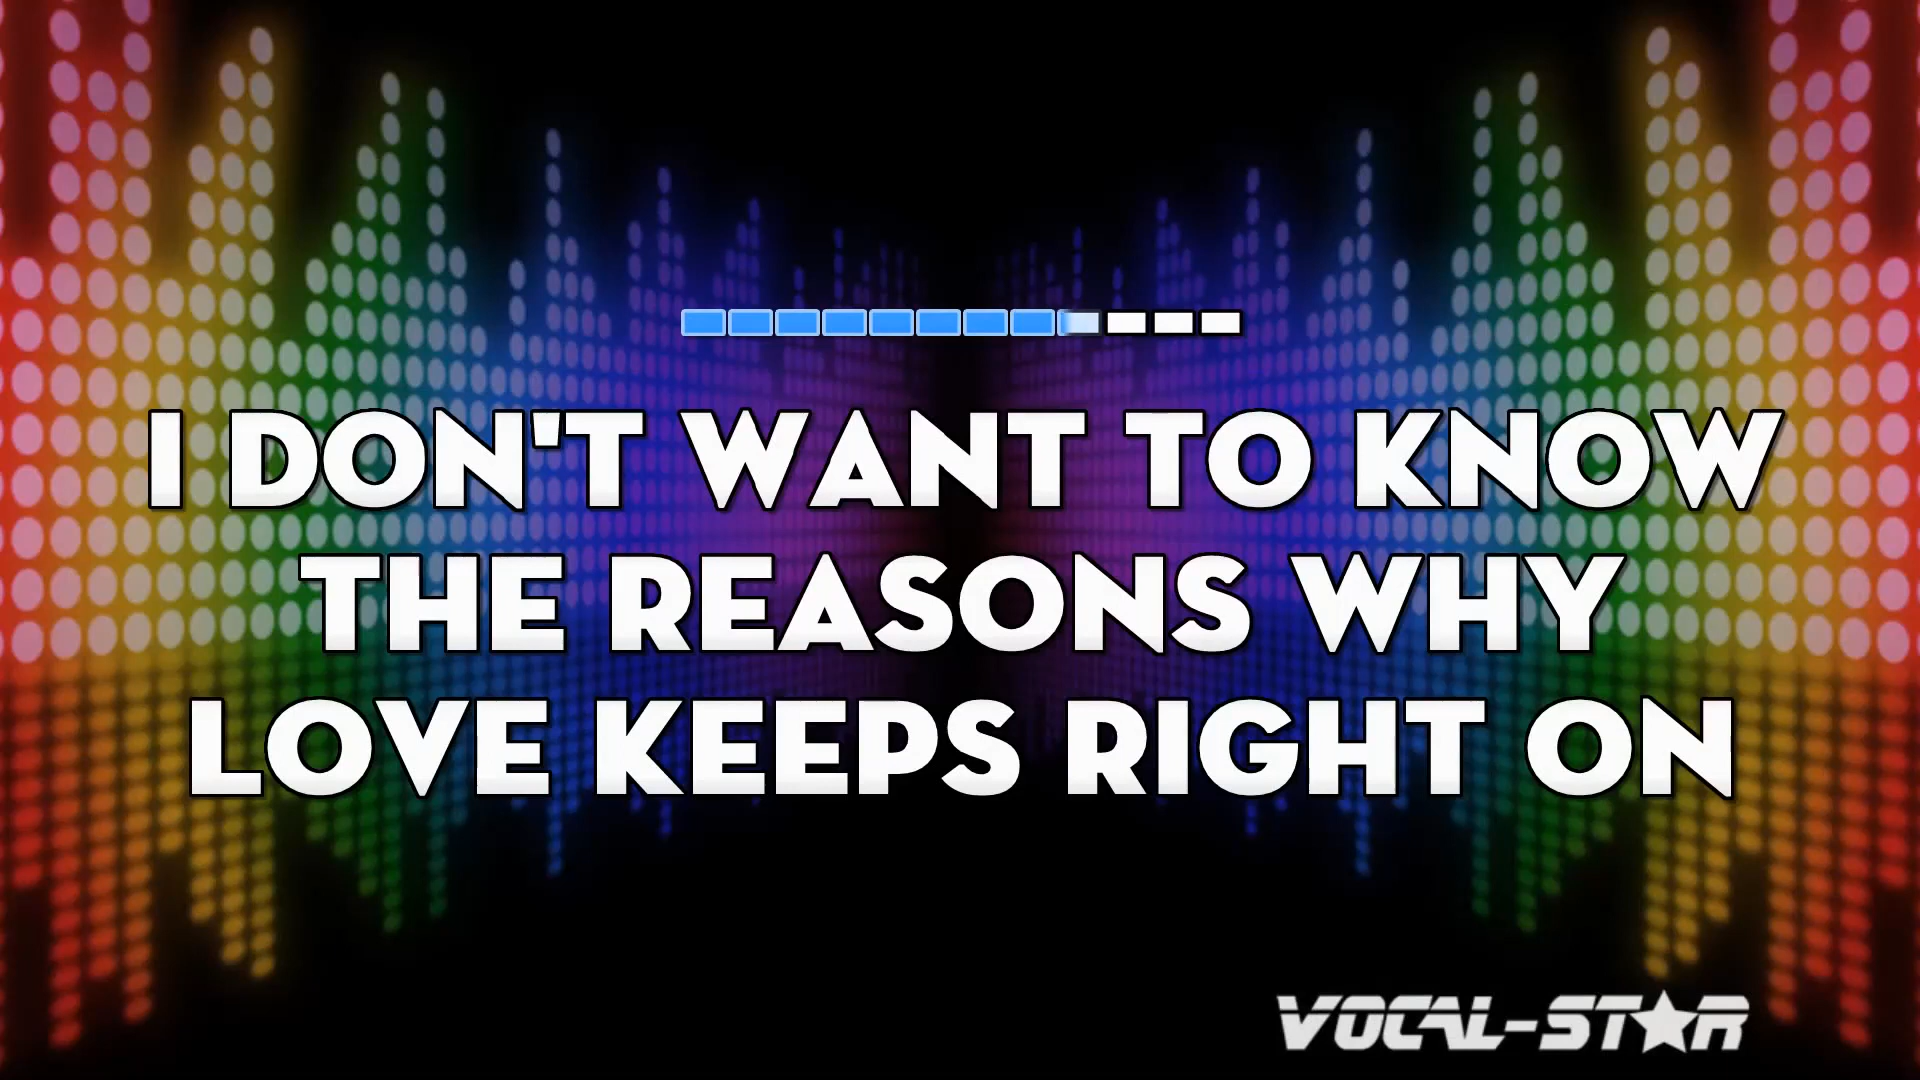 I DON'T WANT TO KNOW
THE REASONS WHY
LOVE KEEPS RIGHT ON
VOCAL-STAR